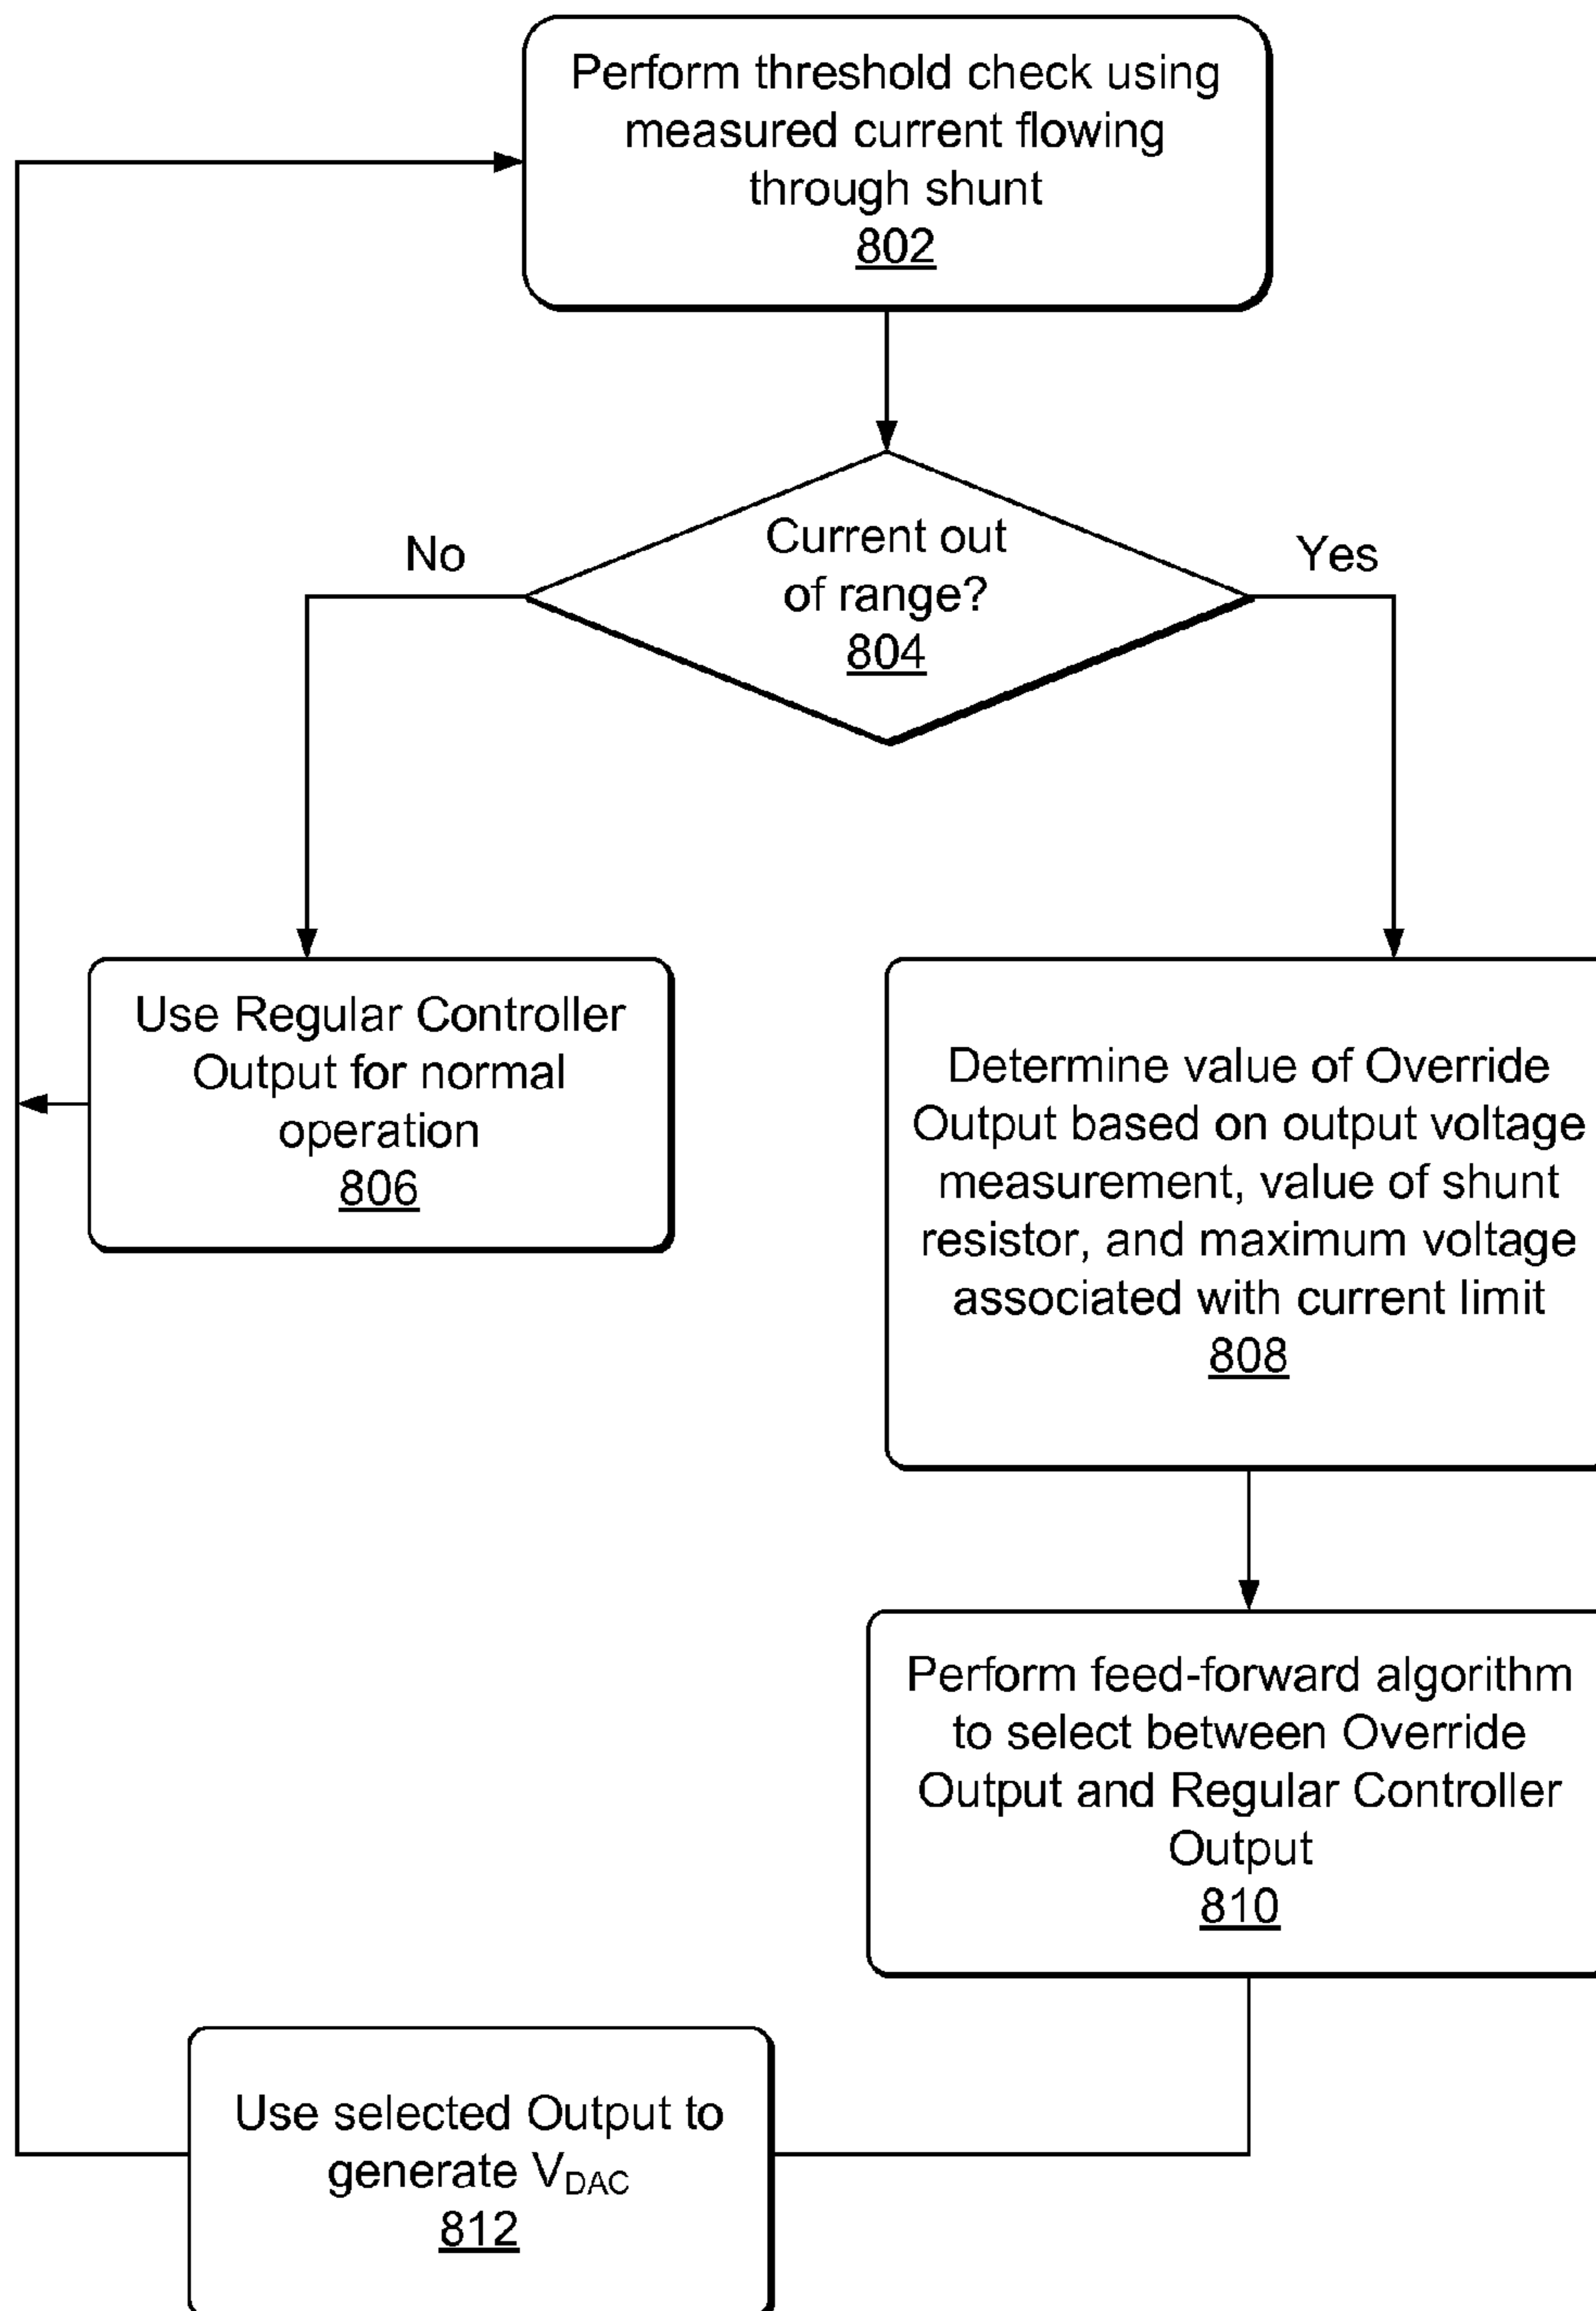 Perform threshold check using
measured current flowing
through shunt
802
Current out
of range?
804
No
Yes
Use Regular Controller
Output for normal
operation
806
Determine value of Override
Output based on output voltage
measurement, value of shunt
resistor, and maximum voltage
associated with current limit
808
Perform feed-forward algorithm
to select between Override
Output and Regular Controller
Output
810
Use selected Output to
generate VDAC
812